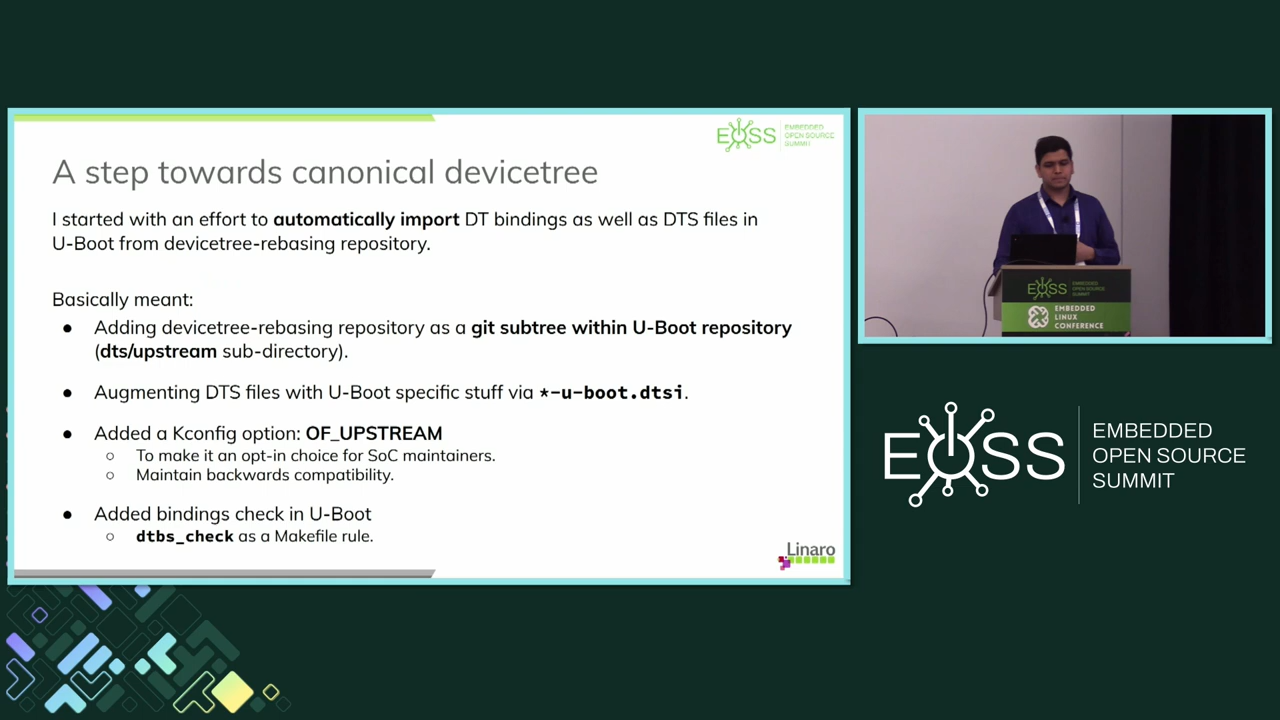 EOSS
EMBEDDED
OPEN SOURCE
SUMMIT
A step towards canonical devicetree
I started with an effort to automatically import DT bindings as well as DTS files in
U-Boot from devicetree-rebasing repository.
Basically meant:
● Adding devicetree-rebasing repository as a git subtree within U-Boot repository
(dts/upstream sub-directory).
● Augmenting DTS files with U-Boot specific stuff via *-u-boot.dtsi.
● Added a Kconfig option: OF_UPSTREAM
○ To make it an opt-in choice for SoC maintainers.
○ Maintain backwards compatibility.
● Added bindings check in U-Boot
○ dtbs_check as a Makefile rule.
Linaro
EOSS
EMBEDDED
OPEN SOURCE
SUMMIT
EMBEDDED
LINUX
CONFERENCE
EOSS
EMBEDDED
OPEN SOURCE
SUMMIT